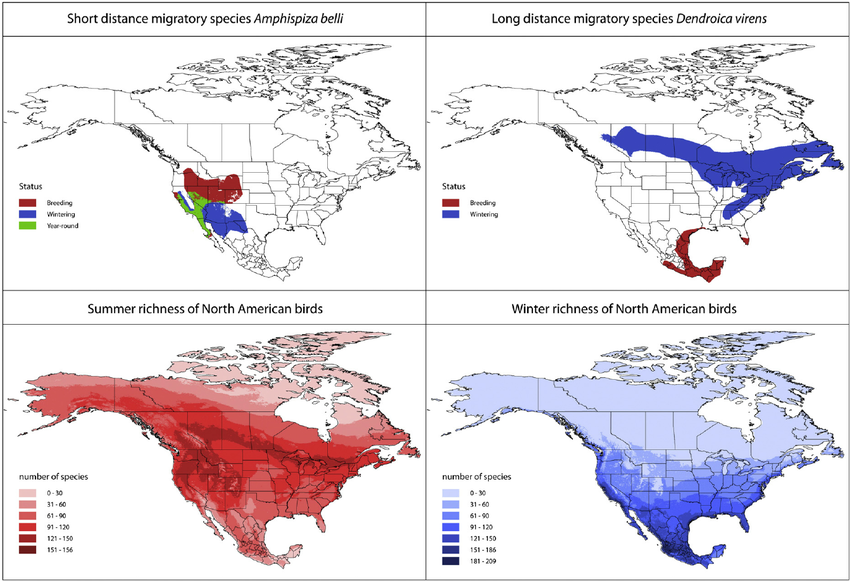 Short distance migratory species Amphispiza belli
Long distance migratory species Dendroica virens
Status
Breeding
Wintering
Year-round
Status
Breeding
Wintering
Summer richness of North American birds
Winter richness of North American birds
number of species
0 - 30
31 - 60
61 - 90
91 - 120
121 - 150
151 - 156
number of species
0 - 30
31 - 60
61 - 90
91 - 120
121 - 150
151 - 186
181 - 209